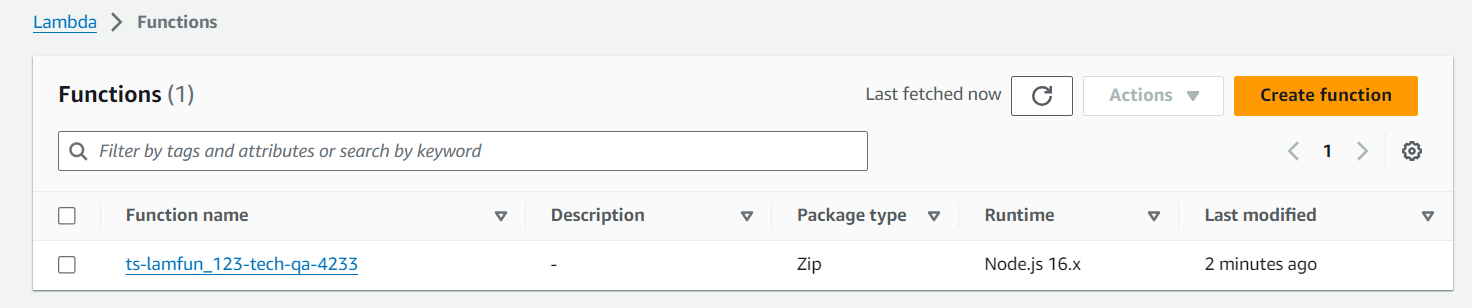 Lambda > Functions
Functions (1) Last fetched now Actions Create function
Filter by tags and attributes or search by keyword 1
Function name Description Package type Runtime Last modified
ts-lamfun_123-tech-qa-4233 - Zip Node.js 16.x 2 minutes ago